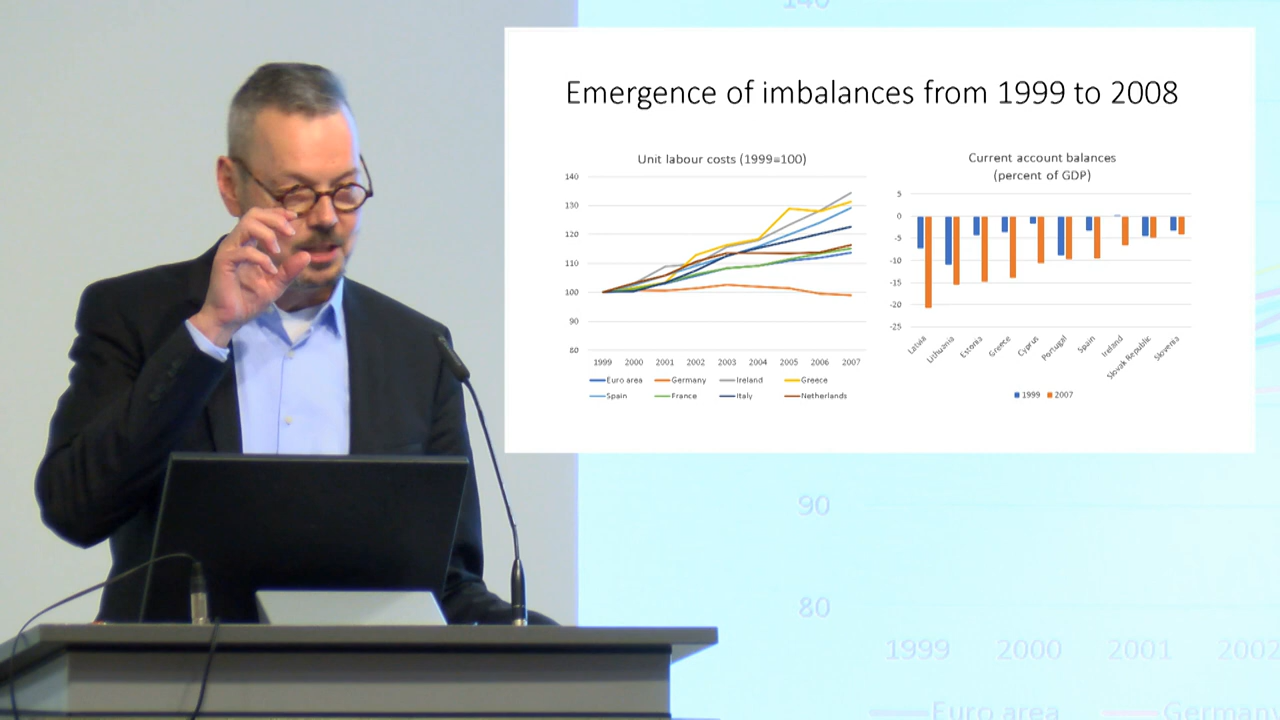 Emergence of imbalances from 1999 to 2008
Unit labour costs (1999=100)
140
130
120
110
100
90
80
1999 2000 2001 2002 2003 2004 2005 2006 2007
Euro area Germany Ireland Greece
Spain France Italy Netherlands
Current account balances
(percent of GDP)
5
0
-5
-10
-15
-20
-25
Latvia Lithuania Estonia Greece Cyprus Portugal Spain Ireland Slovak Republic Slovenia
1999 2007
140
90
80
1999 2000 2001 2002
Euro area Germany